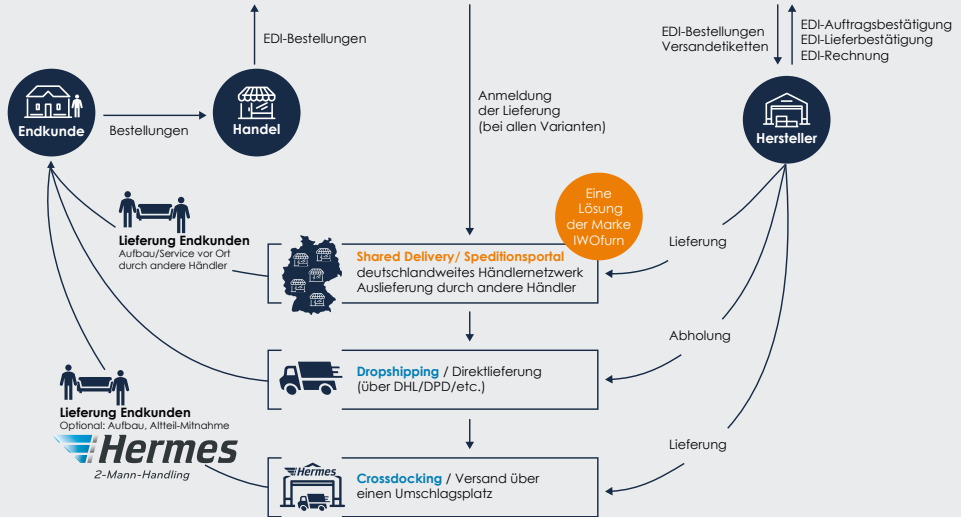 EDI-Bestellungen
EDI-Bestellungen
Versandetiketten
EDI-Auftragsbestätigung
EDI-Lieferbestätigung
EDI-Rechnung
Endkunde
Bestellungen
Handel
Anmeldung
der Lieferung
(bei allen Varianten)
Hersteller
Eine
Lösung
der Marke
IWOfurn
Lieferung Endkunden
Aufbau/Service vor Ort
durch andere Händler
Shared Delivery/ Speditionsportal
deutschlandweites Händlernetzwerk
Auslieferung durch andere Händler
Lieferung
Abholung
Dropshipping / Direktlieferung
(über DHL/DPD/etc.)
Lieferung Endkunden
Optional: Aufbau, Altteil-Mitnahme
Hermes
2-Mann-Handling
Lieferung
Hermes
Crossdocking / Versand über
einen Umschlagsplatz